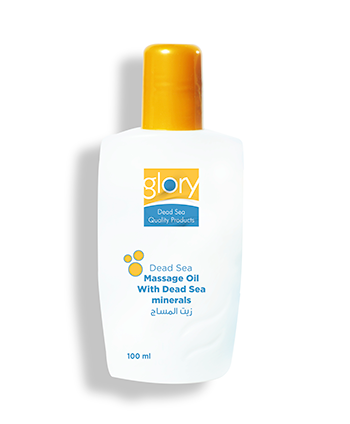 glory
Dead Sea
Quality Products
Dead Sea
Massage Oil
With Dead Sea
minerals
زيت المساج
100 ml